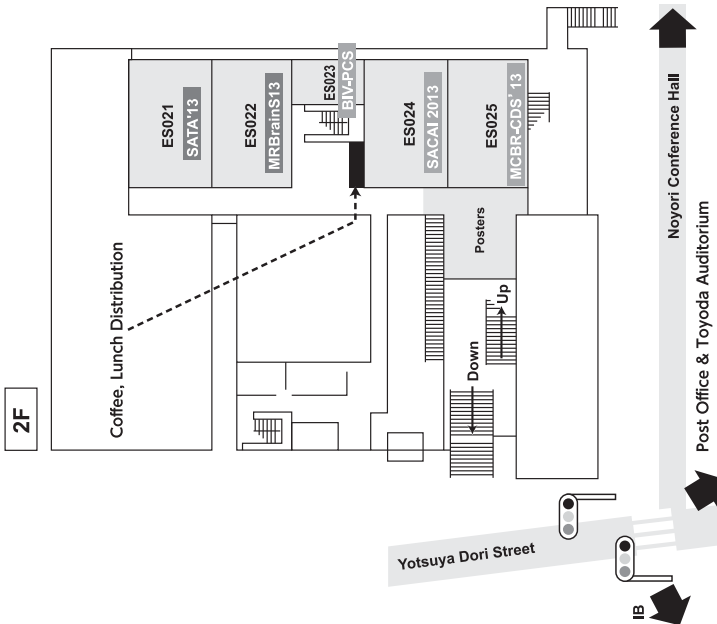 2F
Coffee, Lunch Distribution
ES021
SATA'13
ES022
MRBrainS13
ES023
BIV-PCS
ES024
SACAI 2013
ES025
MCBR-CDS' 13
Posters
Up
Down
Noyori Conference Hall
Post Office & Toyoda Auditorium
Yotsuya Dori Street
IB